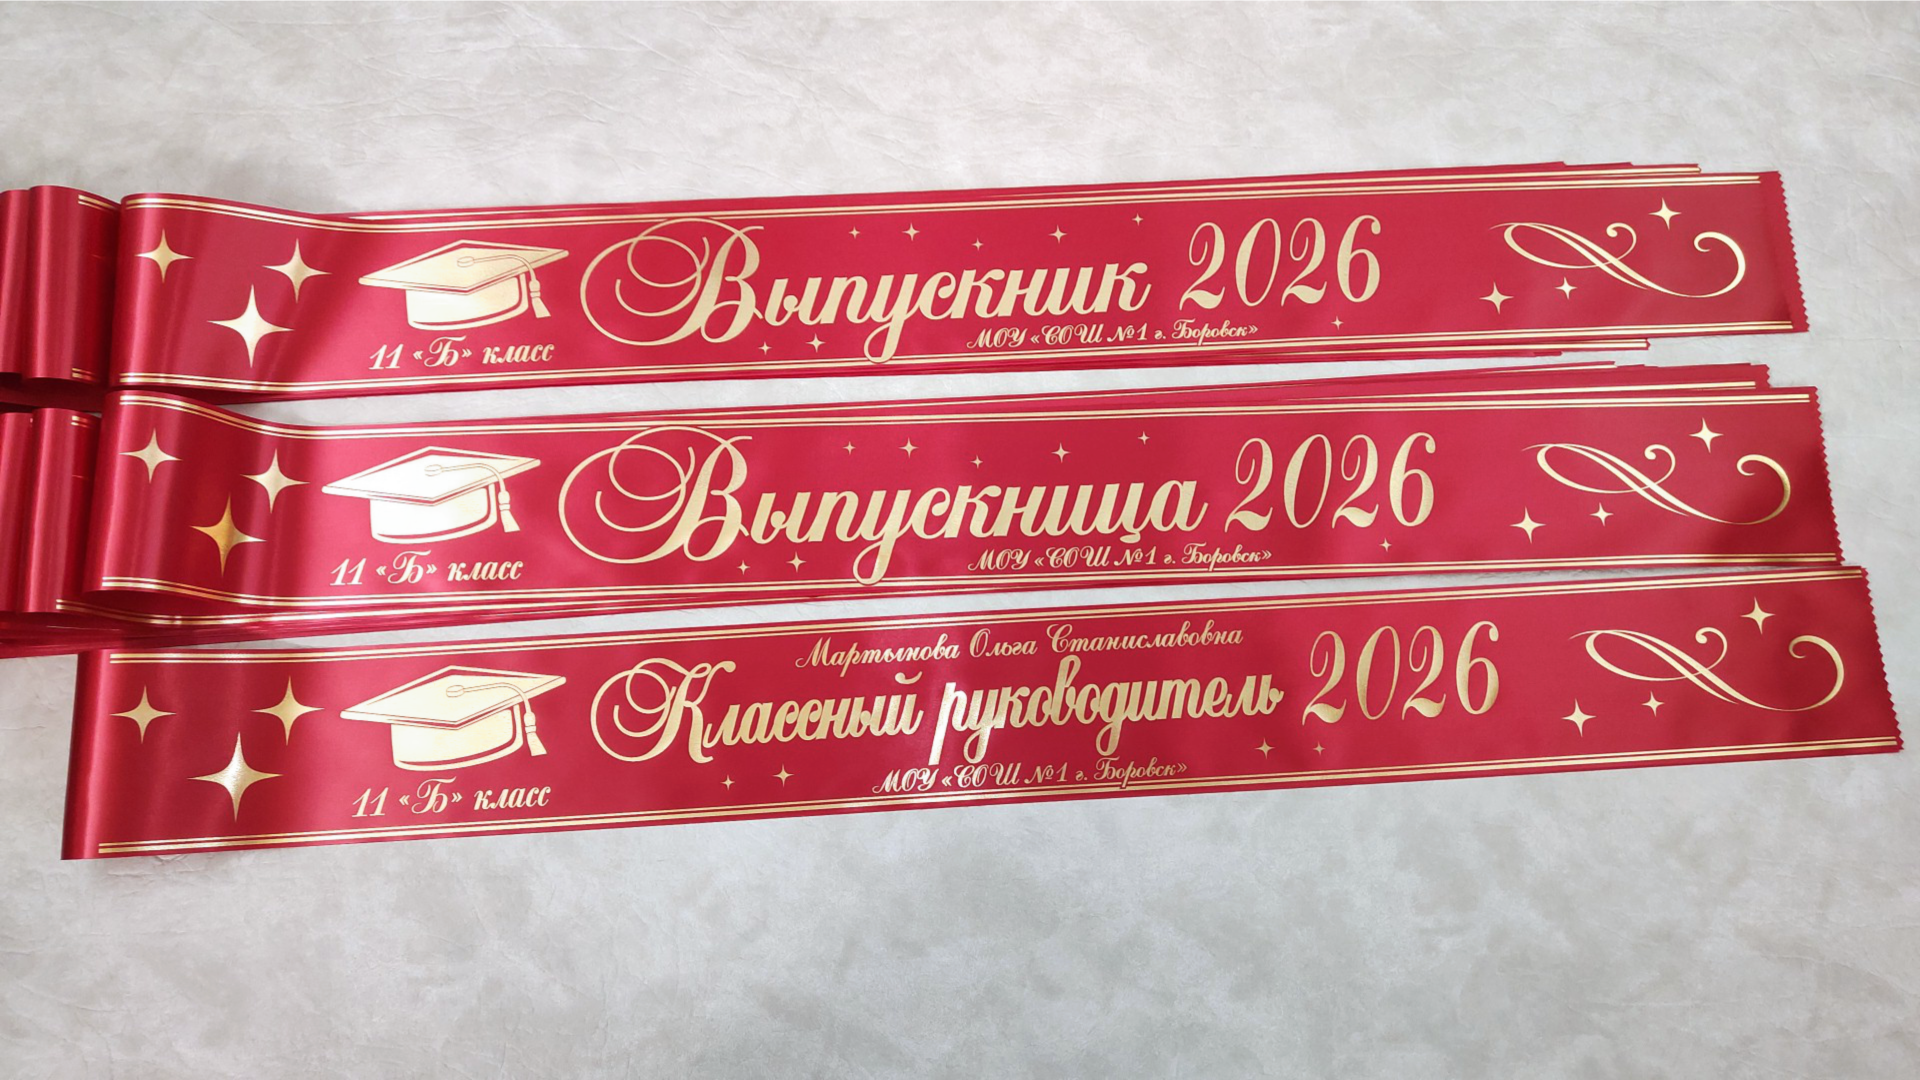 Выпускник 2026
МОУ «СОШ №1 г. Боровск»
11 «Б» класс
Выпускница 2026
МОУ «СОШ №1 г. Боровск»
11 «Б» класс
Мартынова Ольга Станиславовна
Классный руководитель 2026
МОУ «СОШ №1 г. Боровск»
11 «Б» класс